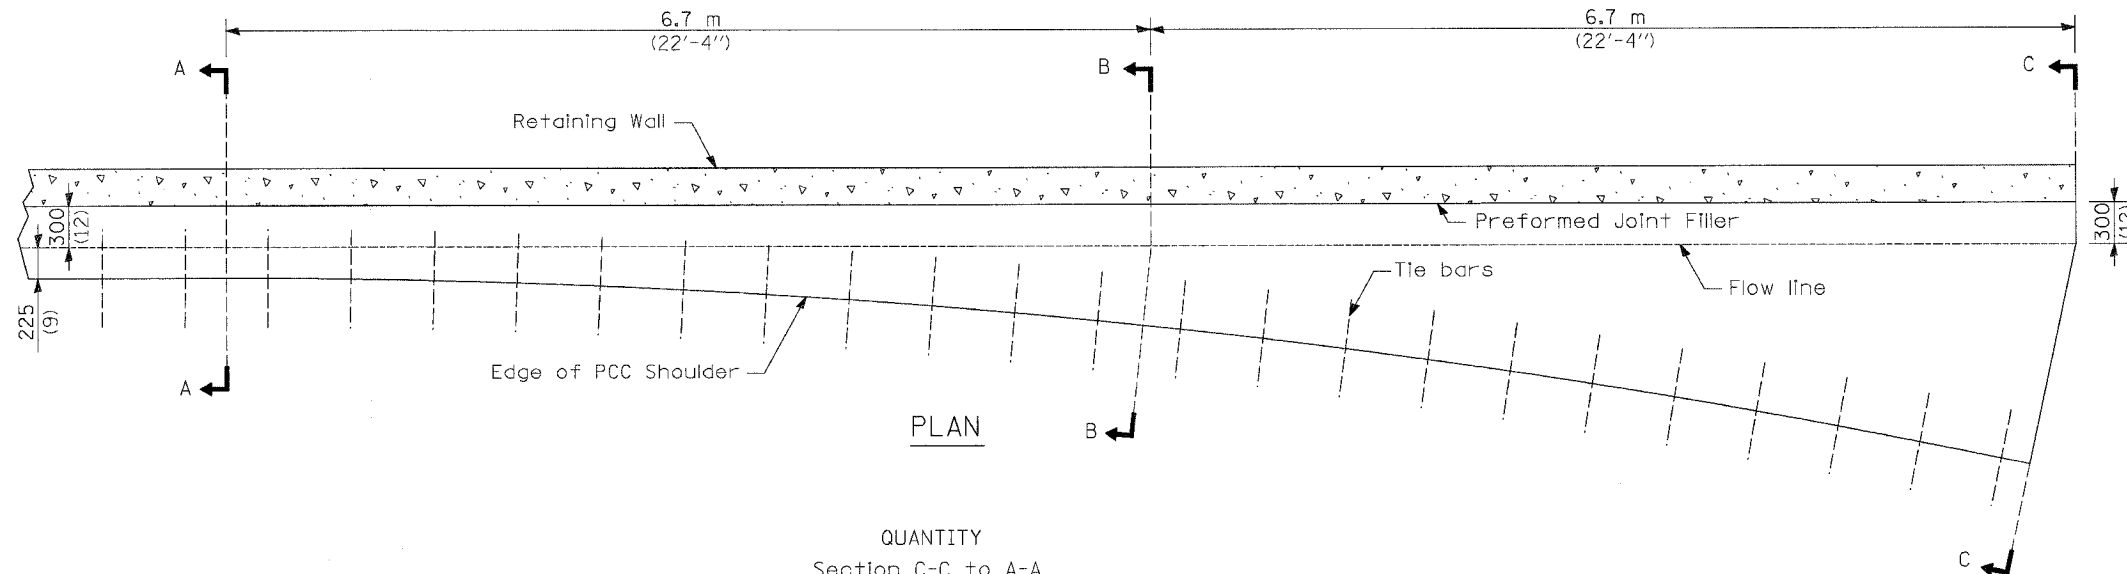 6.7 m
(22'-4'')
6.7 m
(22'-4'')
A
B
C
Retaining Wall
300
(12)
Preformed Joint Filler
300
(12)
Tie bars
Flow line
225
(9)
Edge of PCC Shoulder
A
PLAN
B
C
QUANTITY
Section C-C to A-A